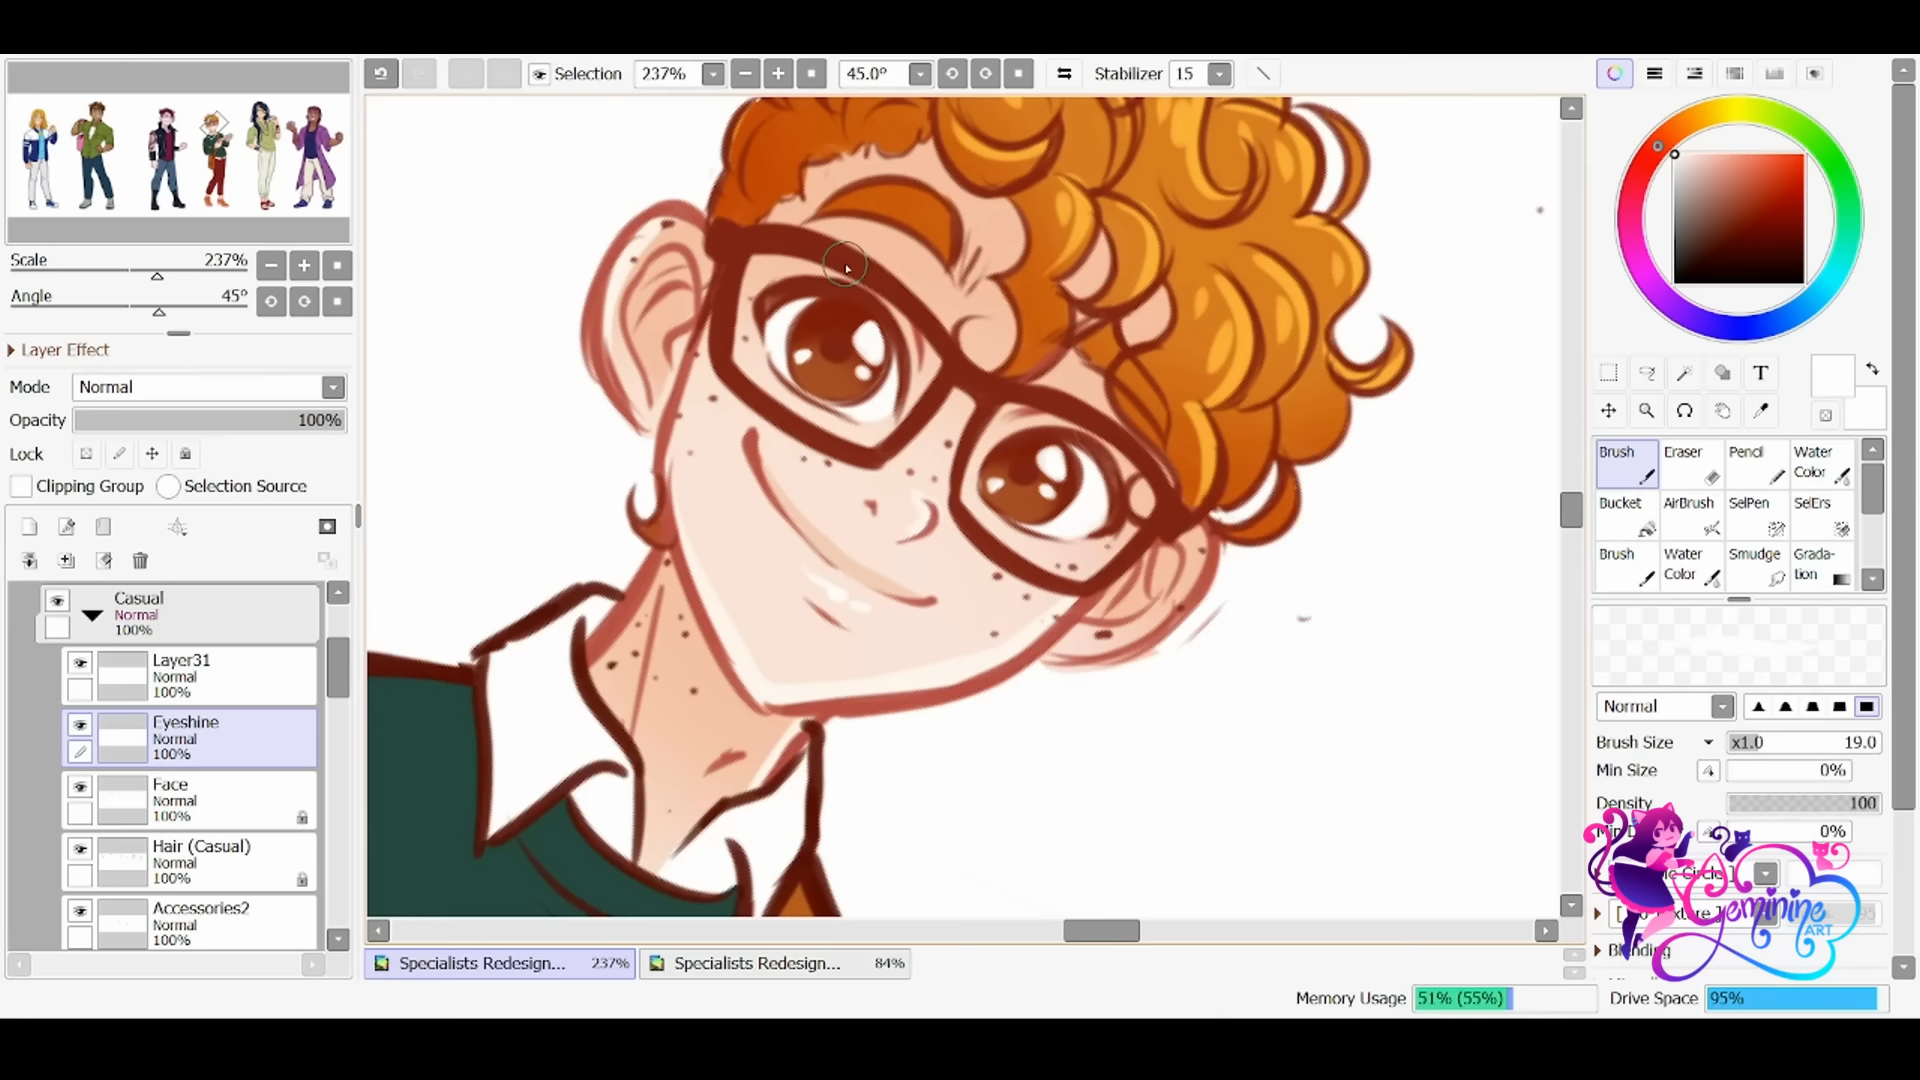 Selection 237% 45.0° Stabilizer 15
Scale 237%
Angle 45°
Layer Effect
Mode Normal
Opacity 100%
Lock
Clipping Group Selection Source
Casual
Normal
100%
Layer31
Normal
100%
Eyeshine
Normal
100%
Face
Normal
100%
Hair (Casual)
Normal
100%
Accessories2
Normal
100%
T
Brush Eraser Pencil Water Color
Bucket AirBrush SelPen SelErs
Brush Water Color Smudge Grada-tion
Normal
Brush Size x1.0 19.0
Min Size 0%
Density 100
0%
95
Blending
Geminine
ART
Specialists Redesign... 237% Specialists Redesign... 84%
Memory Usage 51% (55%) Drive Space 95%